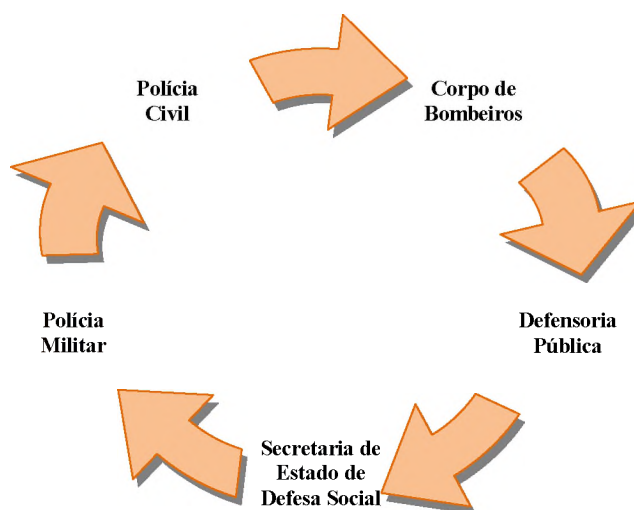 Polícia
Civil
Corpo de
Bombeiros
Defensoria
Pública
Secretaria de
Estado de
Defesa Social
Polícia
Militar